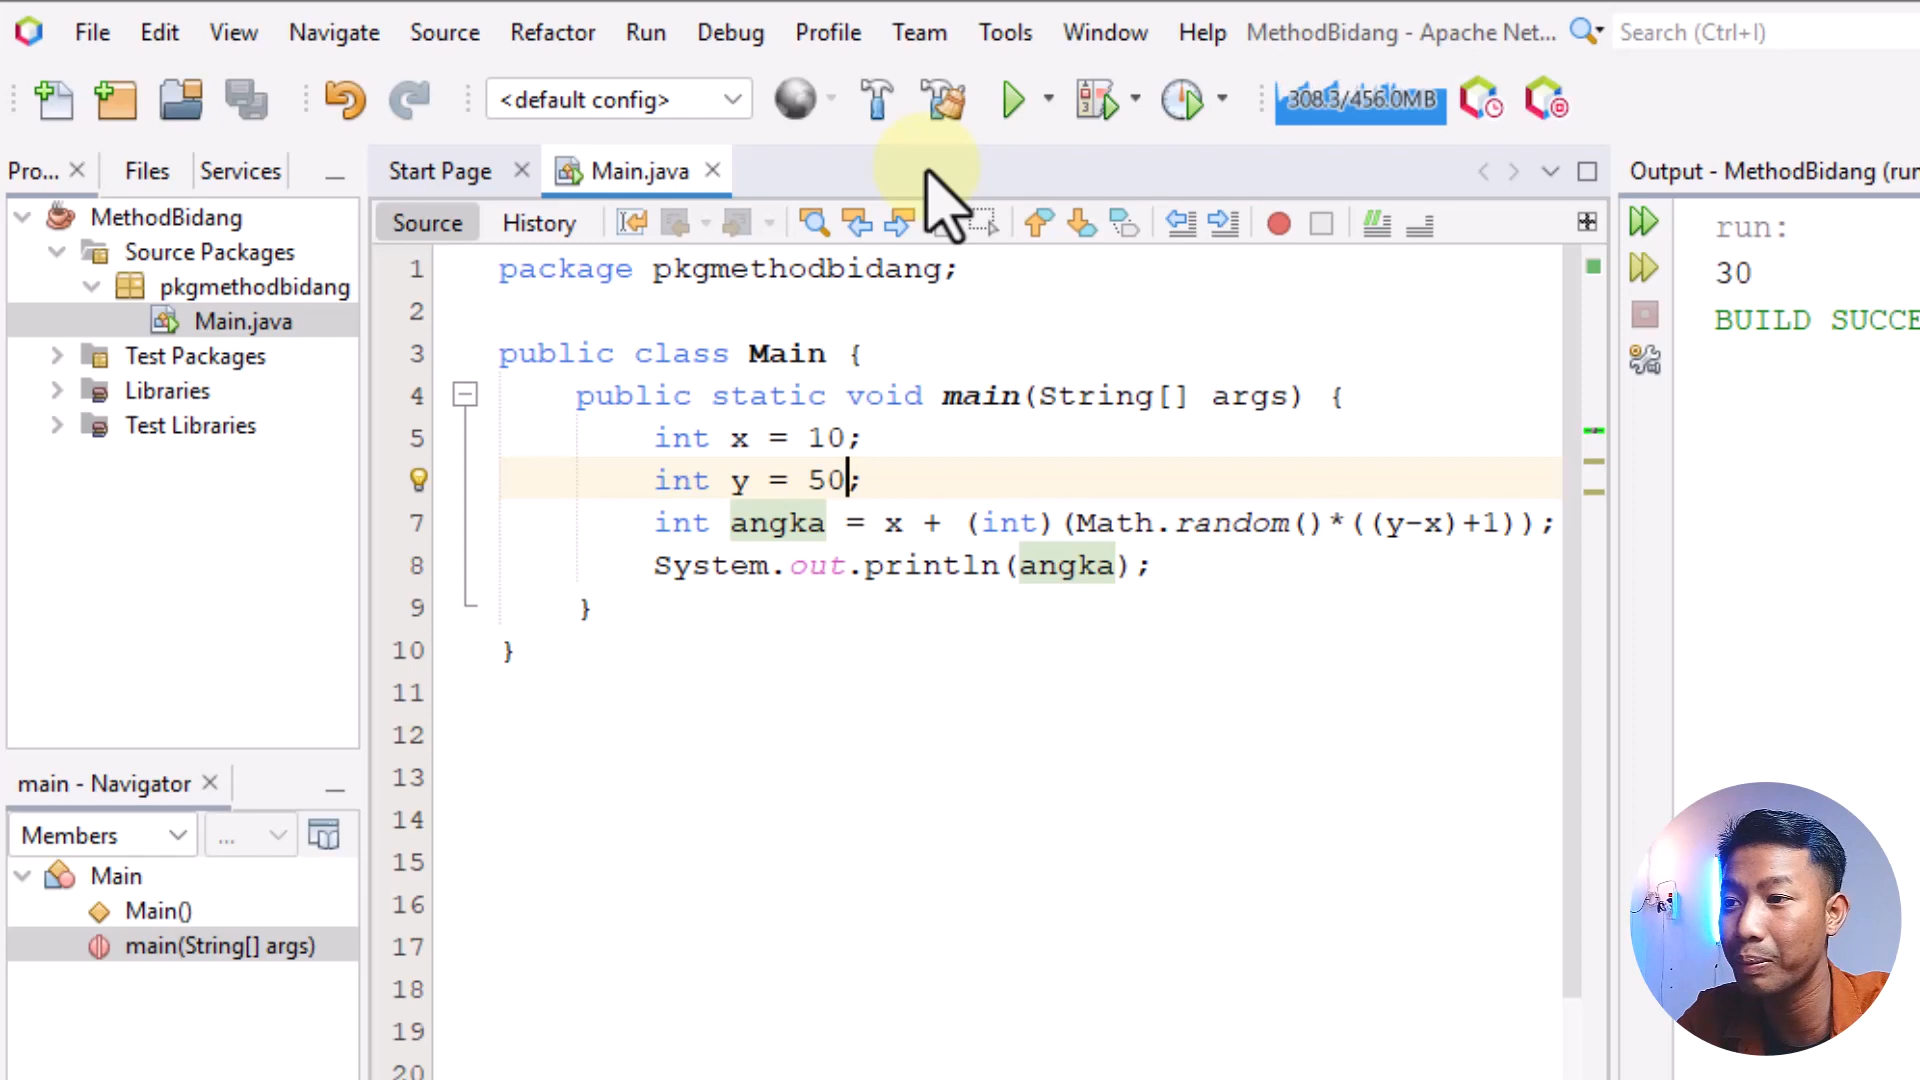 File Edit View Navigate Source Refactor Run Debug Profile Team Tools Window Help MethodBidang - Apache Net... Search (Ctrl+I)
<default config> 308.3/456.0MB
Pro... Files Services
MethodBidang
Source Packages
pkgmethodbidang
Main.java
Test Packages
Libraries
Test Libraries
main - Navigator
Members ...
Main
Main()
main(String[] args)
Start Page Main.java
Source History
1 package pkgmethodbidang;
2
3 public class Main {
4 public static void main(String[] args) {
5 int x = 10;
int y = 50;
7 int angka = x + (int)(Math.random()*((y-x)+1));
8 System.out.println(angka);
9 }
10 }
11
12
13
14
15
16
17
18
19
20
Output - MethodBidang (run
run:
30
BUILD SUCCE